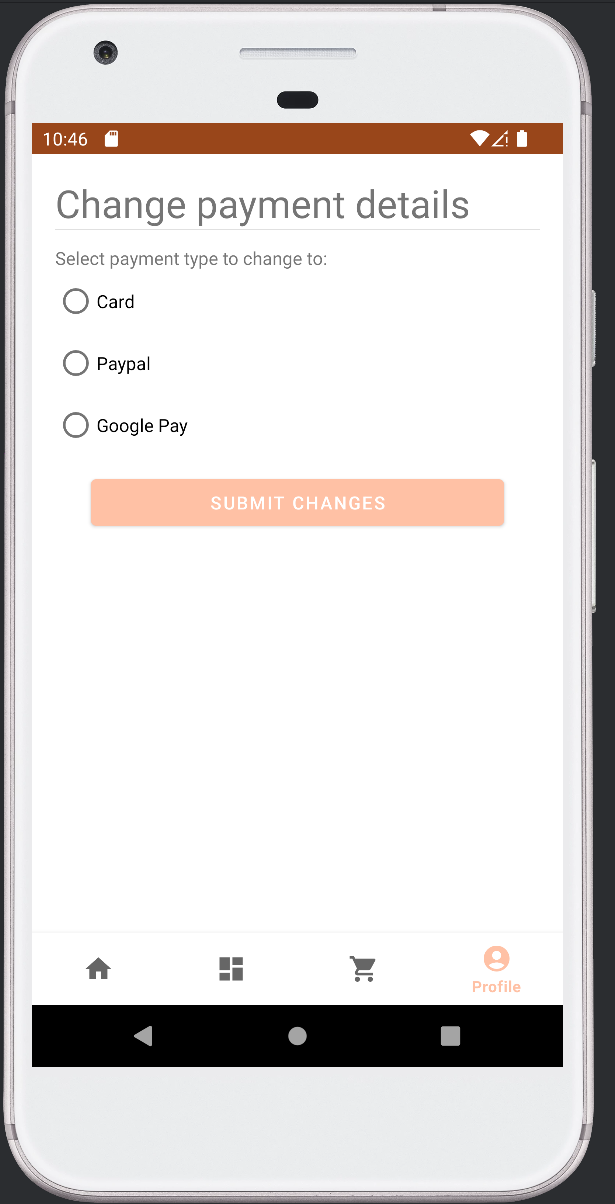 10:46
Change payment details
Select payment type to change to:
Card
Paypal
Google Pay
SUBMIT CHANGES
Profile